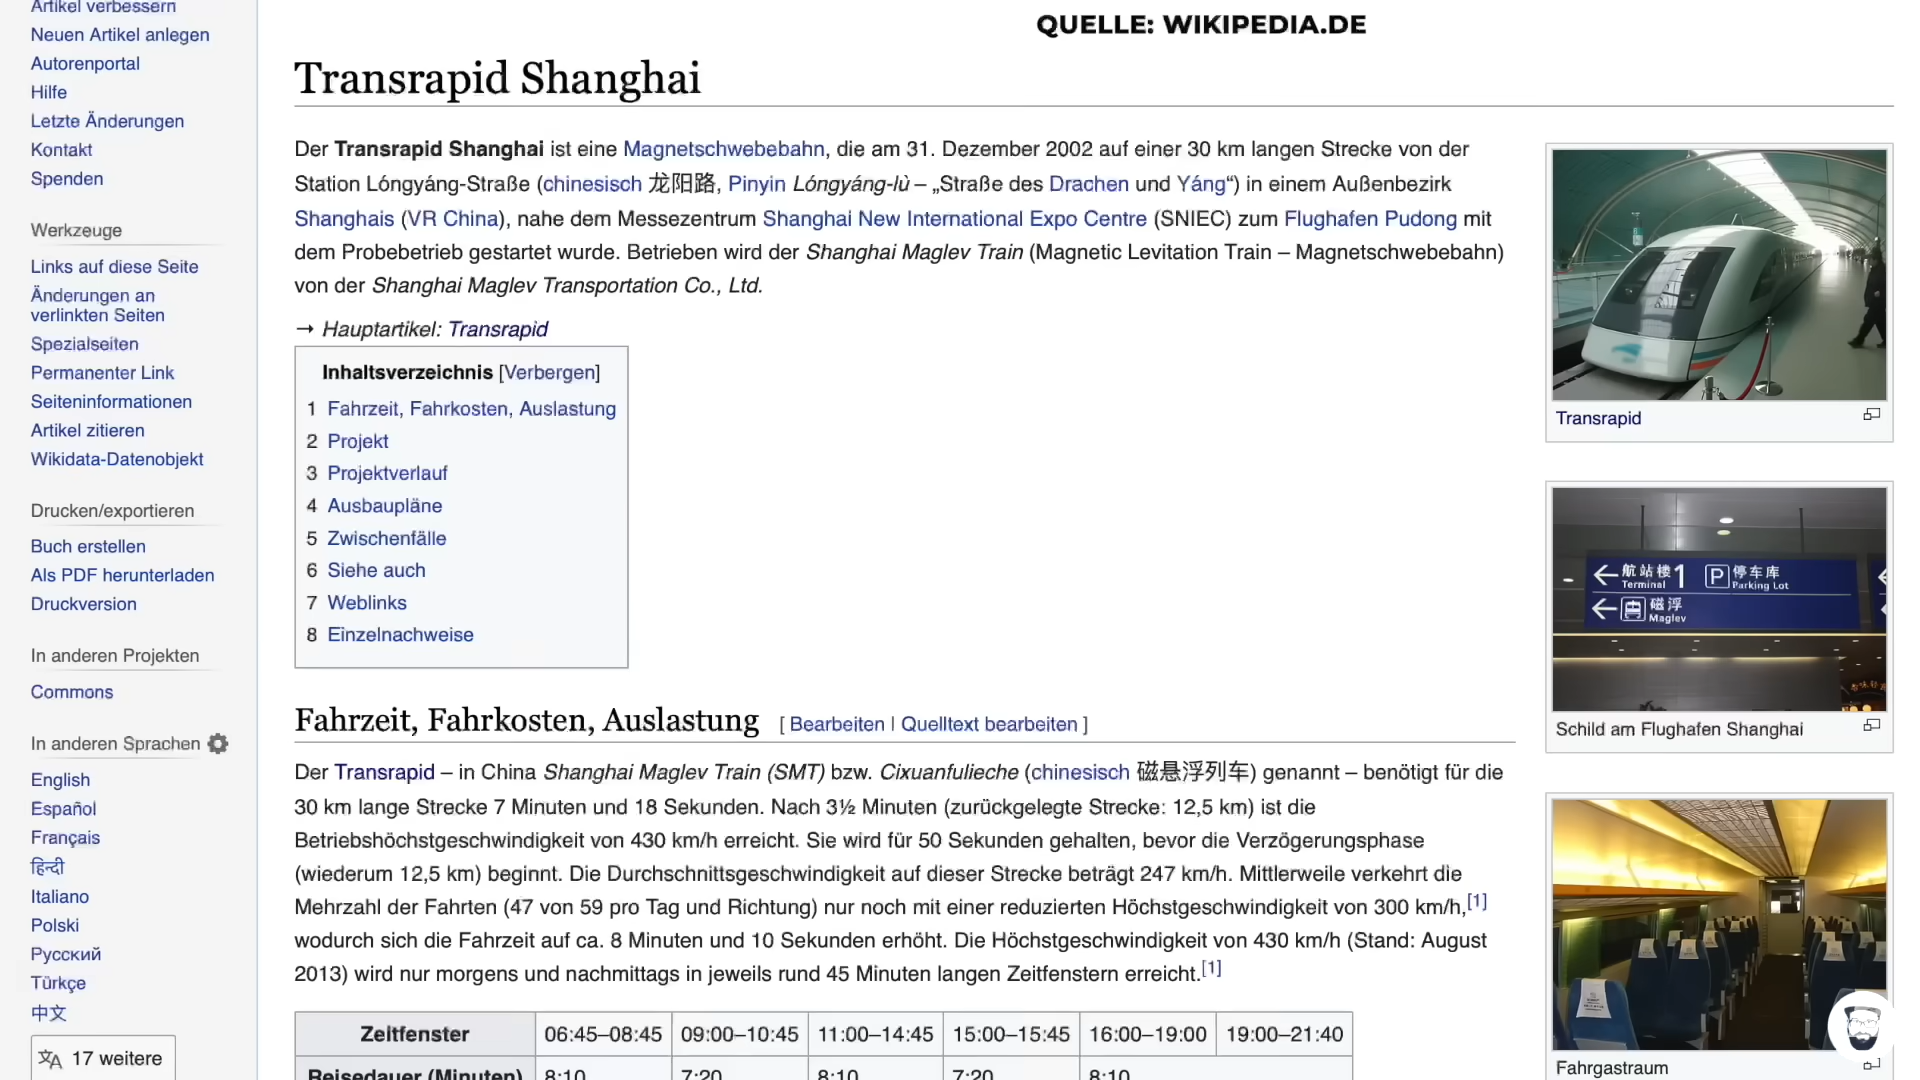 Artikel verbessern
Neuen Artikel anlegen
Autorenportal
Hilfe
Letzte Änderungen
Kontakt
Spenden
Werkzeuge
Links auf diese Seite
Änderungen an
verlinkten Seiten
Spezialseiten
Permanenter Link
Seiteninformationen
Artikel zitieren
Wikidata-Datenobjekt
Drucken/exportieren
Buch erstellen
Als PDF herunterladen
Druckversion
In anderen Projekten
Commons
In anderen Sprachen
English
Español
Français
हिन्दी
Italiano
Polski
Русский
Türkçe
中文
17 weitere
QUELLE: WIKIPEDIA.DE
Transrapid Shanghai
Der Transrapid Shanghai ist eine Magnetschwebebahn, die am 31. Dezember 2002 auf einer 30 km langen Strecke von der
Station Lóngyáng-Straße (chinesisch 龙阳路, Pinyin Lóngyáng-lù – „Straße des Drachen und Yáng“) in einem Außenbezirk
Shanghais (VR China), nahe dem Messezentrum Shanghai New International Expo Centre (SNIEC) zum Flughafen Pudong mit
dem Probebetrieb gestartet wurde. Betrieben wird der Shanghai Maglev Train (Magnetic Levitation Train – Magnetschwebebahn)
von der Shanghai Maglev Transportation Co., Ltd.
→ Hauptartikel: Transrapid
Inhaltsverzeichnis [Verbergen]
1 Fahrzeit, Fahrkosten, Auslastung
2 Projekt
3 Projektverlauf
4 Ausbaupläne
5 Zwischenfälle
6 Siehe auch
7 Weblinks
8 Einzelnachweise
Fahrzeit, Fahrkosten, Auslastung [ Bearbeiten | Quelltext bearbeiten ]
Der Transrapid – in China Shanghai Maglev Train (SMT) bzw. Cixuanfulieche (chinesisch 磁悬浮列车) genannt – benötigt für die
30 km lange Strecke 7 Minuten und 18 Sekunden. Nach 3½ Minuten (zurückgelegte Strecke: 12,5 km) ist die
Betriebshöchstgeschwindigkeit von 430 km/h erreicht. Sie wird für 50 Sekunden gehalten, bevor die Verzögerungsphase
(wiederum 12,5 km) beginnt. Die Durchschnittsgeschwindigkeit auf dieser Strecke beträgt 247 km/h. Mittlerweile verkehrt die
Mehrzahl der Fahrten (47 von 59 pro Tag und Richtung) nur noch mit einer reduzierten Höchstgeschwindigkeit von 300 km/h,[1]
wodurch sich die Fahrzeit auf ca. 8 Minuten und 10 Sekunden erhöht. Die Höchstgeschwindigkeit von 430 km/h (Stand: August
2013) wird nur morgens und nachmittags in jeweils rund 45 Minuten langen Zeitfenstern erreicht.[1]
Zeitfenster 06:45–08:45 09:00–10:45 11:00–14:45 15:00–15:45 16:00–19:00 19:00–21:40
Reisedauer (Minuten) 8:10 7:20 8:10 7:20 8:10
Transrapid
航站楼1 P 停车库
Terminal Parking Lot
磁浮
Maglev
Schild am Flughafen Shanghai
Fahrgastraum